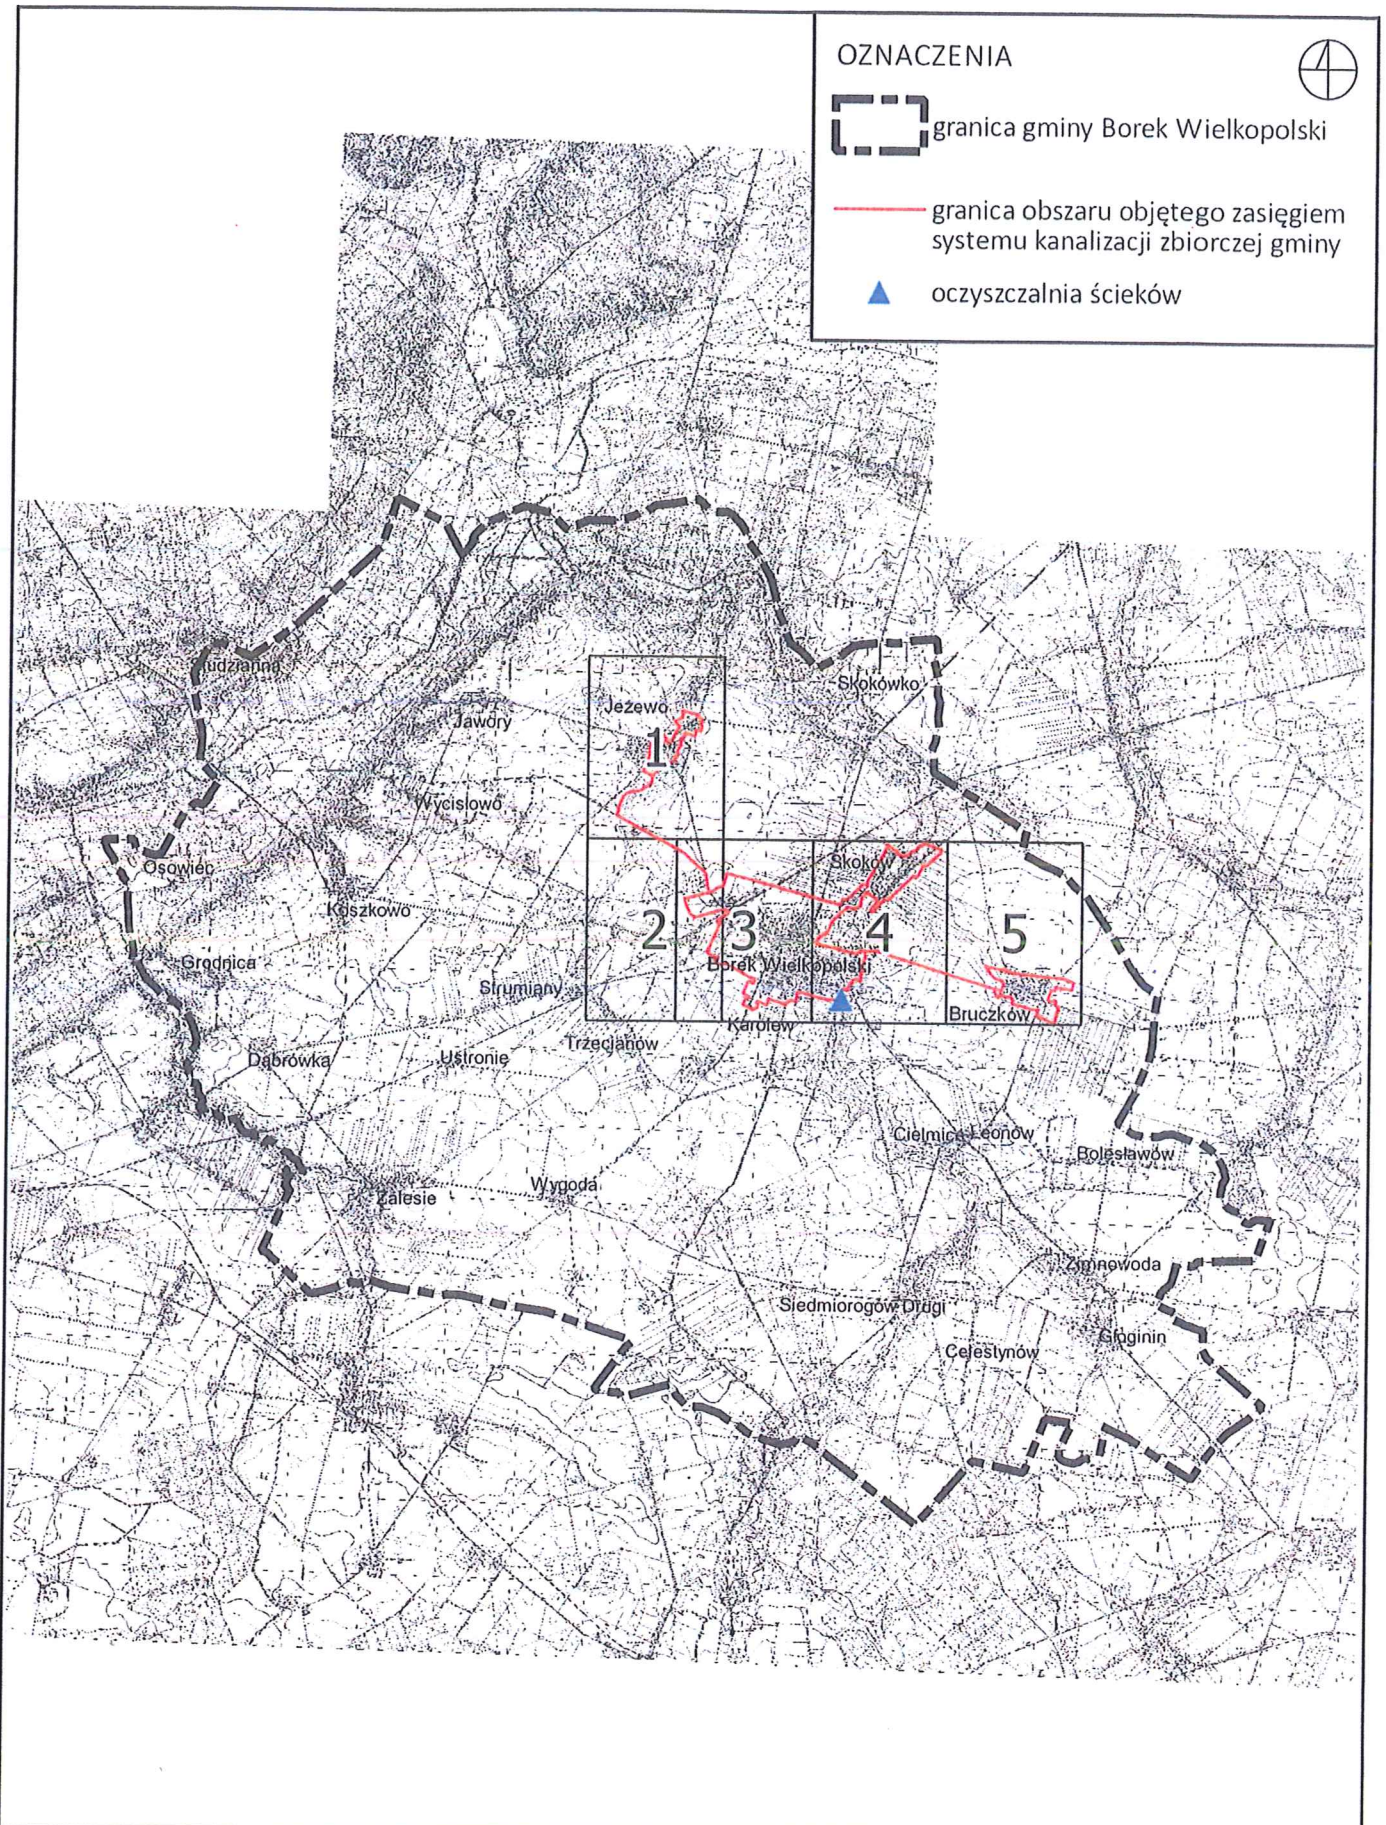 OZNACZENIA
granica gminy Borek Wielkopolski
granica obszaru objętego zasięgiem
systemu kanalizacji zbiorczej gminy
oczyszczalnia ścieków
Studzianna
Skokówko
Jeżewo
Jawory
1
Wycisłowo
Skoków
Osowiec
Koszkowo
2
3
4
5
Grodnica
Borek Wielkopolski
Strumiany
Bruczków
Karolew
Trzecianów
Dąbrówka
Ustronie
Cielmice
Leonów
Bolesławów
Zalesie
Wygoda
Zimnowoda
Siedmiorogów Drugi
Głoginin
Celestynów